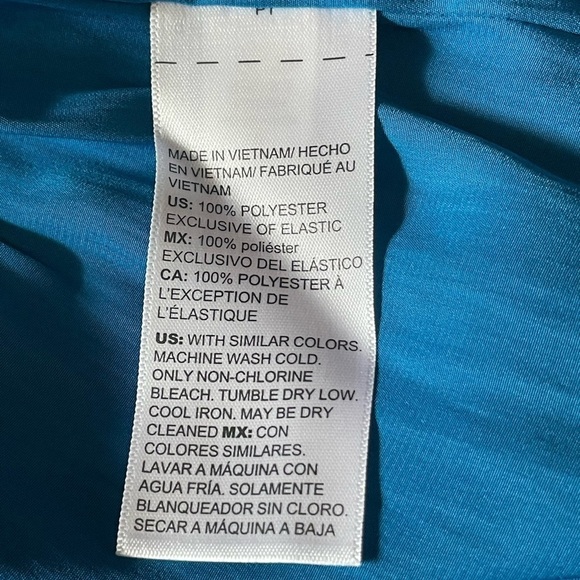 MADE IN VIETNAM/ HECHO
EN VIETNAM/ FABRIQUÉ AU
VIETNAM
US: 100% POLYESTER
EXCLUSIVE OF ELASTIC
MX: 100% poliéster
EXCLUSIVO DEL ELÁSTICO
CA: 100% POLYESTER À
L'EXCEPTION DE
L'ÉLASTIQUE
US: WITH SIMILAR COLORS.
MACHINE WASH COLD.
ONLY NON-CHLORINE
BLEACH. TUMBLE DRY LOW.
COOL IRON. MAY BE DRY
CLEANED MX: CON
COLORES SIMILARES.
LAVAR A MÁQUINA CON
AGUA FRÍA. SOLAMENTE
BLANQUEADOR SIN CLORO.
SECAR A MÁQUINA A BAJA